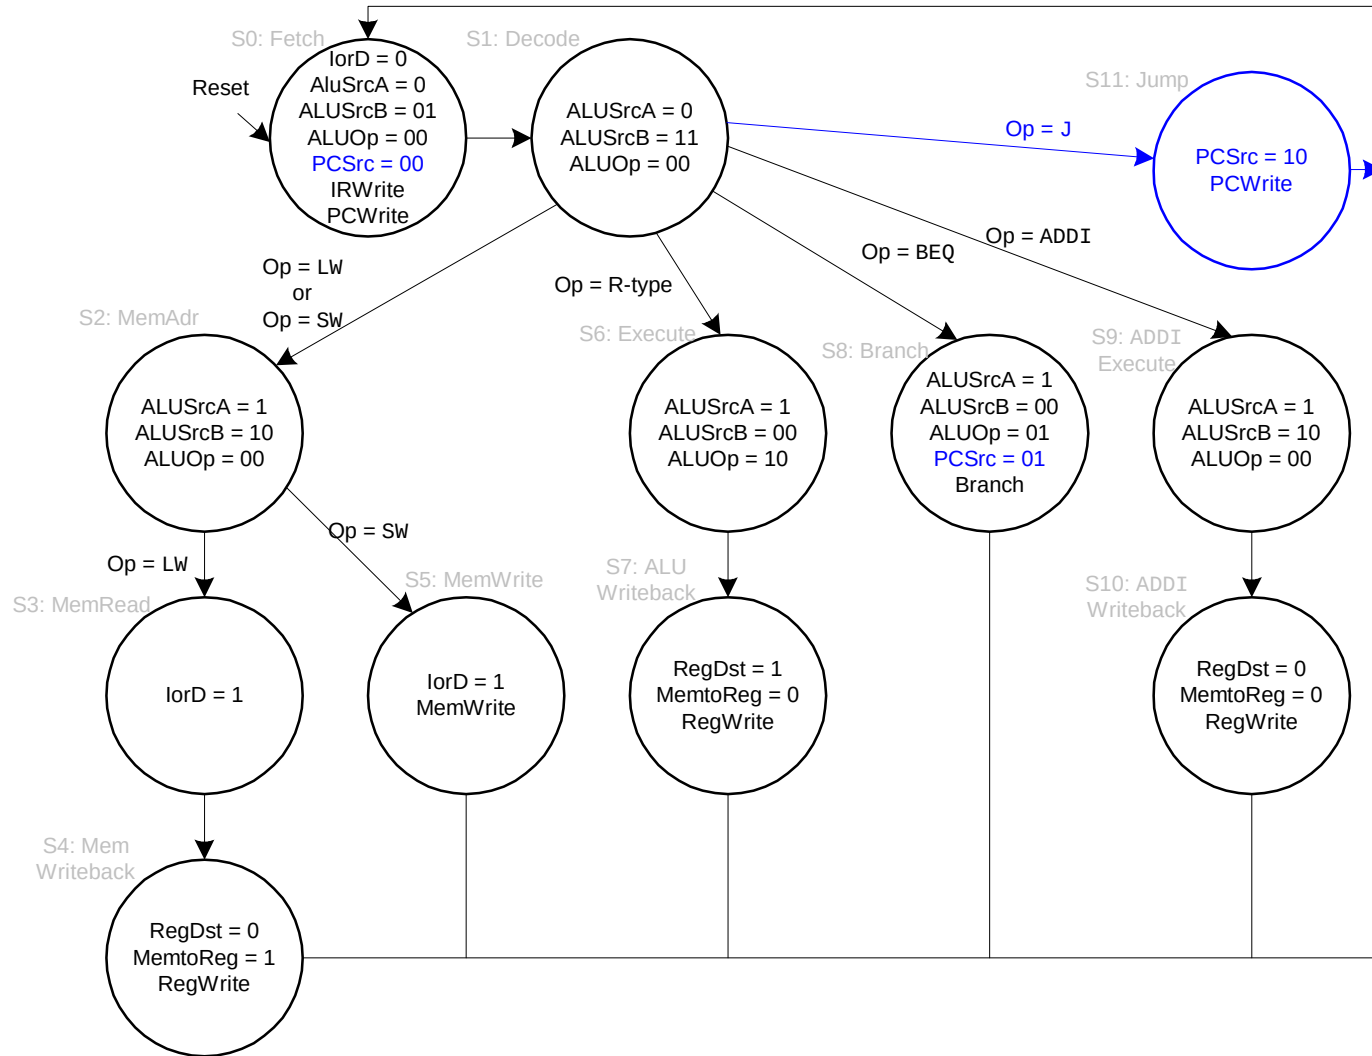 S0: Fetch
S1: Decode
S11: Jump
Reset
IorD = 0
AluSrcA = 0
ALUSrcB = 01
ALUOp = 00
PCSrc = 00
IRWrite
PCWrite
ALUSrcA = 0
ALUSrcB = 11
ALUOp = 00
Op = J
PCSrc = 10
PCWrite
Op = LW
or
Op = SW
Op = R-type
Op = BEQ
Op = ADDI
S2: MemAdr
S6: Execute
S8: Branch
S9: ADDI
Execute
ALUSrcA = 1
ALUSrcB = 10
ALUOp = 00
ALUSrcA = 1
ALUSrcB = 00
ALUOp = 10
ALUSrcA = 1
ALUSrcB = 00
ALUOp = 01
PCSrc = 01
Branch
ALUSrcA = 1
ALUSrcB = 10
ALUOp = 00
Op = LW
Op = SW
S3: MemRead
S5: MemWrite
S7: ALU
Writeback
S10: ADDI
Writeback
IorD = 1
IorD = 1
MemWrite
RegDst = 1
MemtoReg = 0
RegWrite
RegDst = 0
MemtoReg = 0
RegWrite
S4: Mem
Writeback
RegDst = 0
MemtoReg = 1
RegWrite